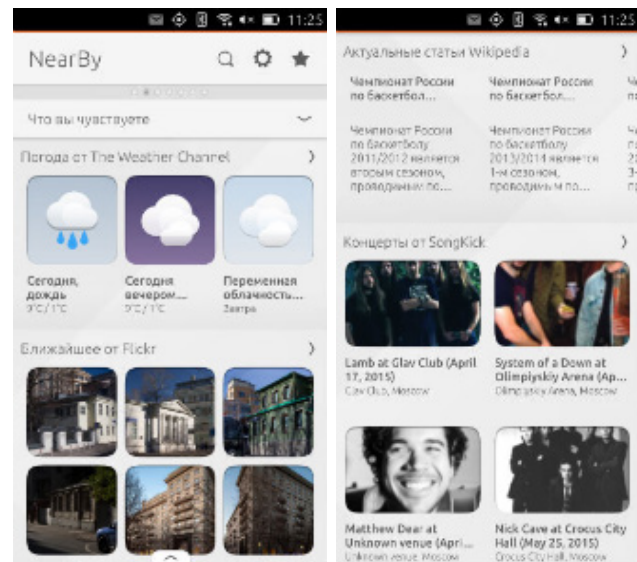 11:25
NearBy
Что вы чувствуете
Погода от The Weather Channel
Сегодня,
дождь
9°C / 1°C
Сегодня
вечером...
9°C / 1°C
Переменная
облачность...
Завтра
Ближайшее от Flickr
11:25
Актуальные статьи Wikipedia
Чемпионат России
по баскетбол...
Чемпионат России
по баскетболу
2011/2012 является
вторым сезоном,
проводимым по...
Чемпионат России
по баскетбол...
Чемпионат России
по баскетболу
2013/2014 является
1-м сезоном,
проводимым по...
Концерты от SongKick
Lamb at Glav Club (April
17, 2015)
Glav Club, Moscow
System of a Down at
Olimpiyskiy Arena (Ap...
Olimpiyskiy Arena, Moscow
Matthew Dear at
Unknown venue (Apri...
Unknown venue, Moscow
Nick Cave at Crocus City
Hall (May 25, 2015)
Crocus City Hall, Moscow